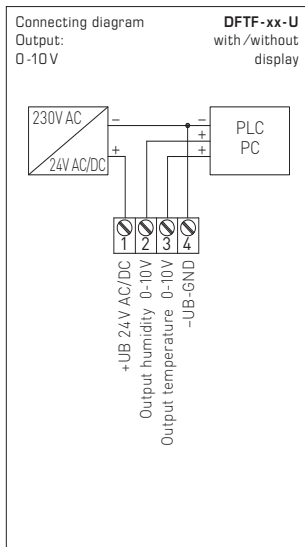 Connecting diagram
Output:
0-10 V
DFTF-xx-U
with/without
display
230V AC
24V AC/DC
–
+
–
+
+
PLC
PC
1 2 3 4
+UB 24V AC/DC
Output humidity 0-10V
Output temperature 0-10V
–UB-GND